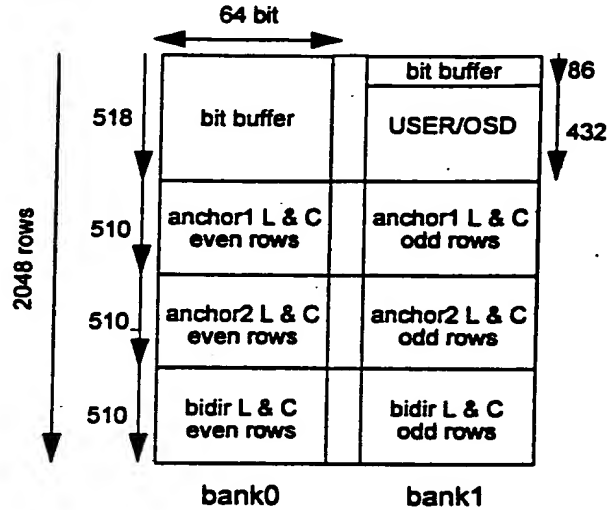 64 bit
bit buffer
86
518
bit buffer
USER/OSD
432
2048 rows
510
anchor1 L & C
even rows
anchor1 L & C
odd rows
510
anchor2 L & C
even rows
anchor2 L & C
odd rows
510
bidir L & C
even rows
bidir L & C
odd rows
bank0
bank1